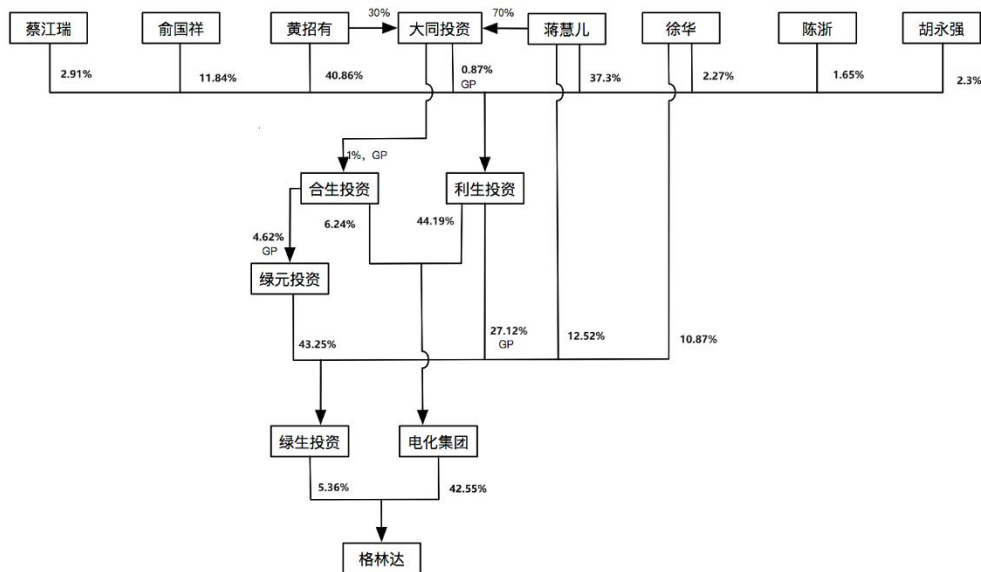 蔡江瑞
俞国祥
黄招有
30%
大同投资
70%
蒋慧儿
徐华
陈浙
胡永强
2.91%
11.84%
40.86%
0.87%
GP
37.3%
2.27%
1.65%
2.3%
1%，GP
合生投资
利生投资
6.24%
44.19%
4.62%
GP
绿元投资
43.25%
27.12%
GP
12.52%
10.87%
绿生投资
电化集团
5.36%
42.55%
格林达